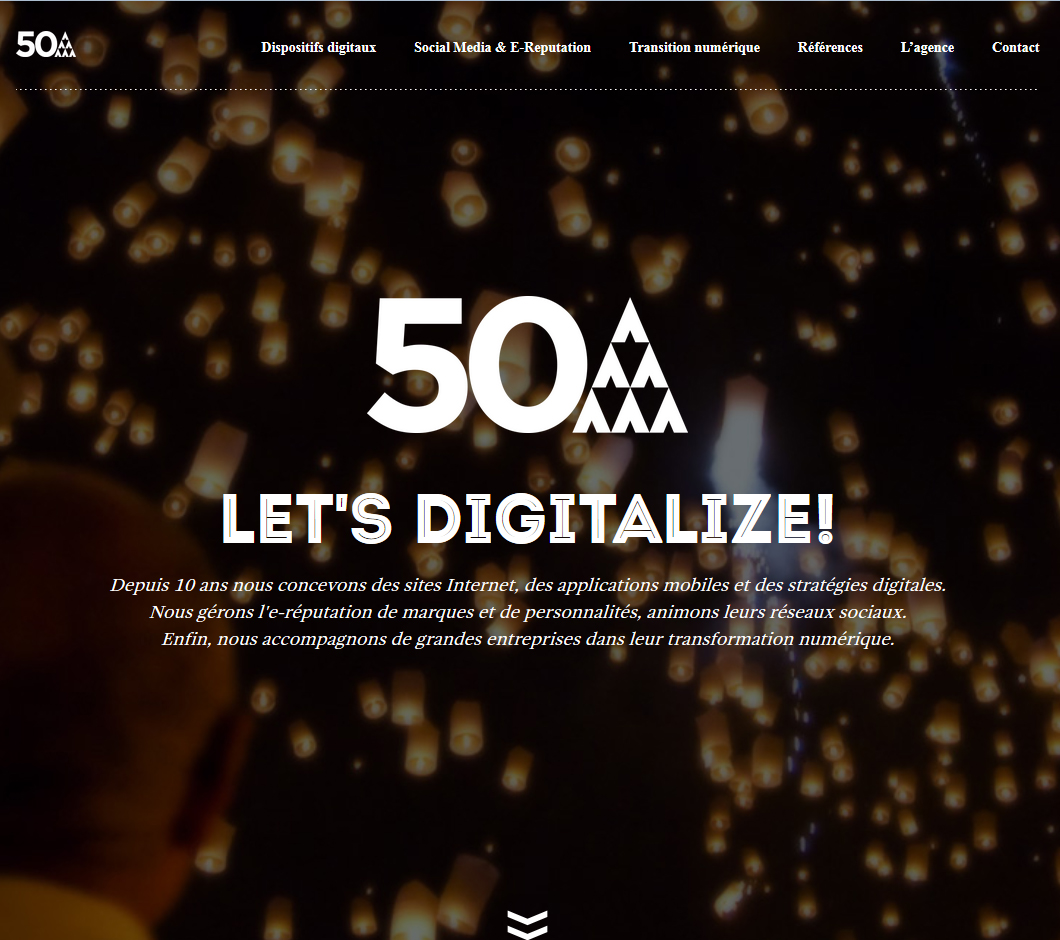 50A
Dispositifs digitaux
Social Media & E-Reputation
Transition numérique
Références
L’agence
Contact
50A
LET'S DIGITALIZE!
Depuis 10 ans nous concevons des sites Internet, des applications mobiles et des stratégies digitales.
Nous gérons l'e-réputation de marques et de personnalités, animons leurs réseaux sociaux.
Enfin, nous accompagnons de grandes entreprises dans leur transformation numérique.